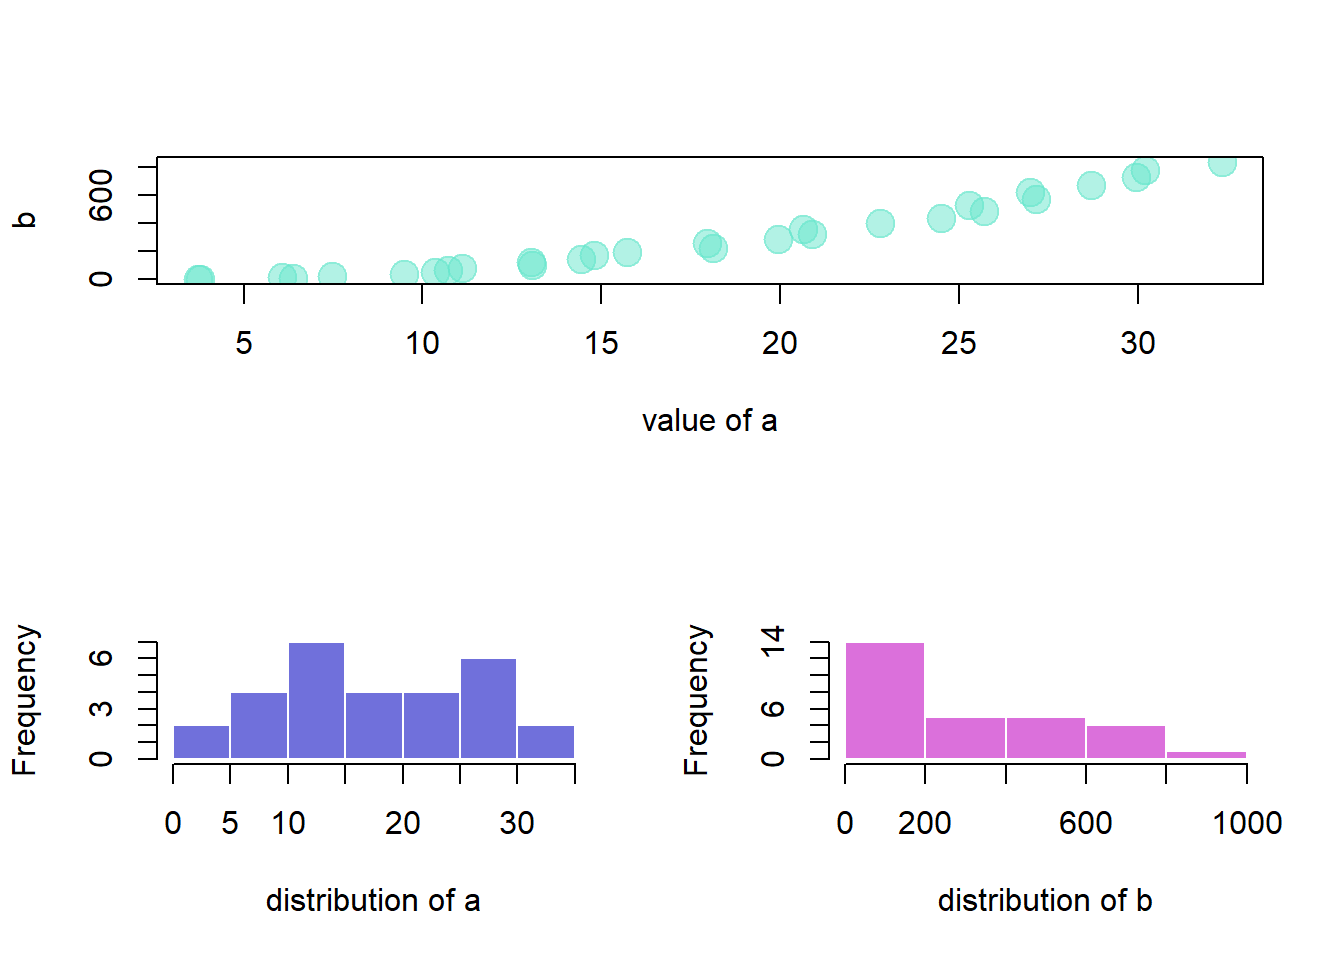 b
600
0
5 10 15 20 25 30
value of a
Frequency
6
3
0
0 5 10 20 30
distribution of a
Frequency
14
6
0
0 200 600 1000
distribution of b